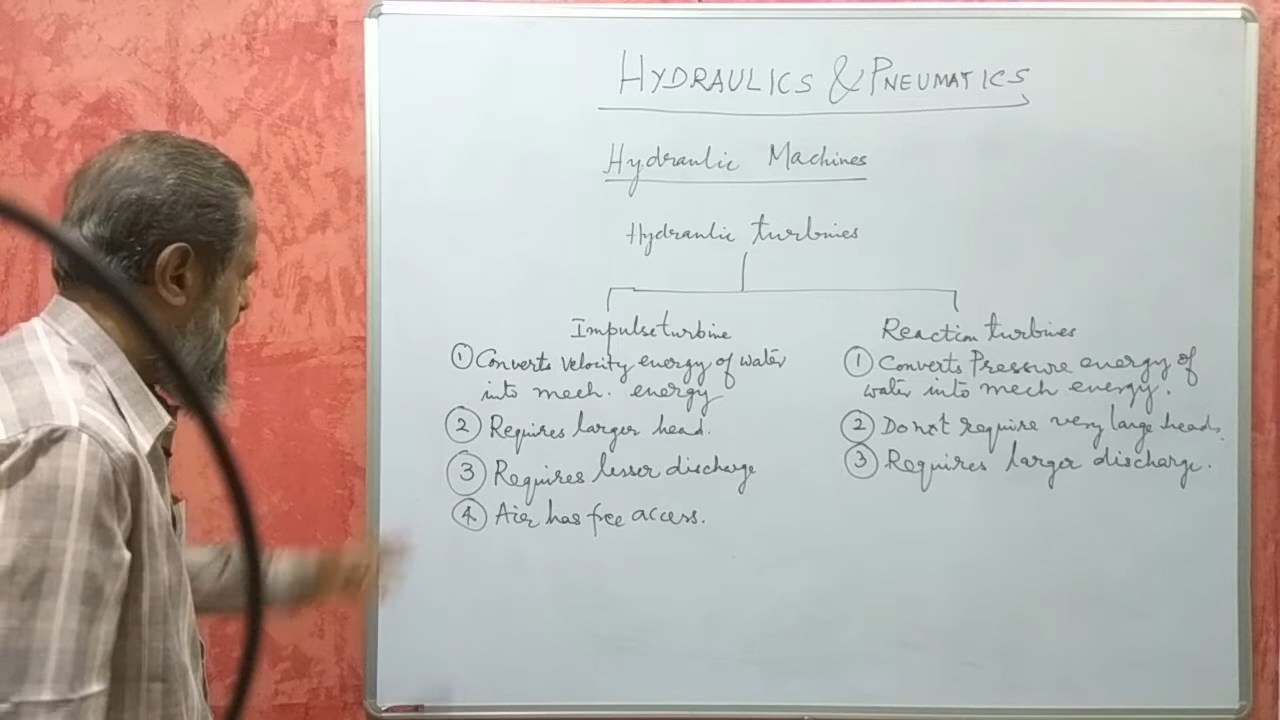 HYDRAULICS & PNEUMATICS
Hydraulic Machines
Hydraulic turbines
Impulse turbine
① Converts velocity energy of water
into mech. energy
② Requires larger head.
③ Requires lesser discharge
④ Air has free access.
Reaction turbines
① Converts Pressure energy of
water into mech energy.
② Do not require very large heads.
③ Requires larger discharge.